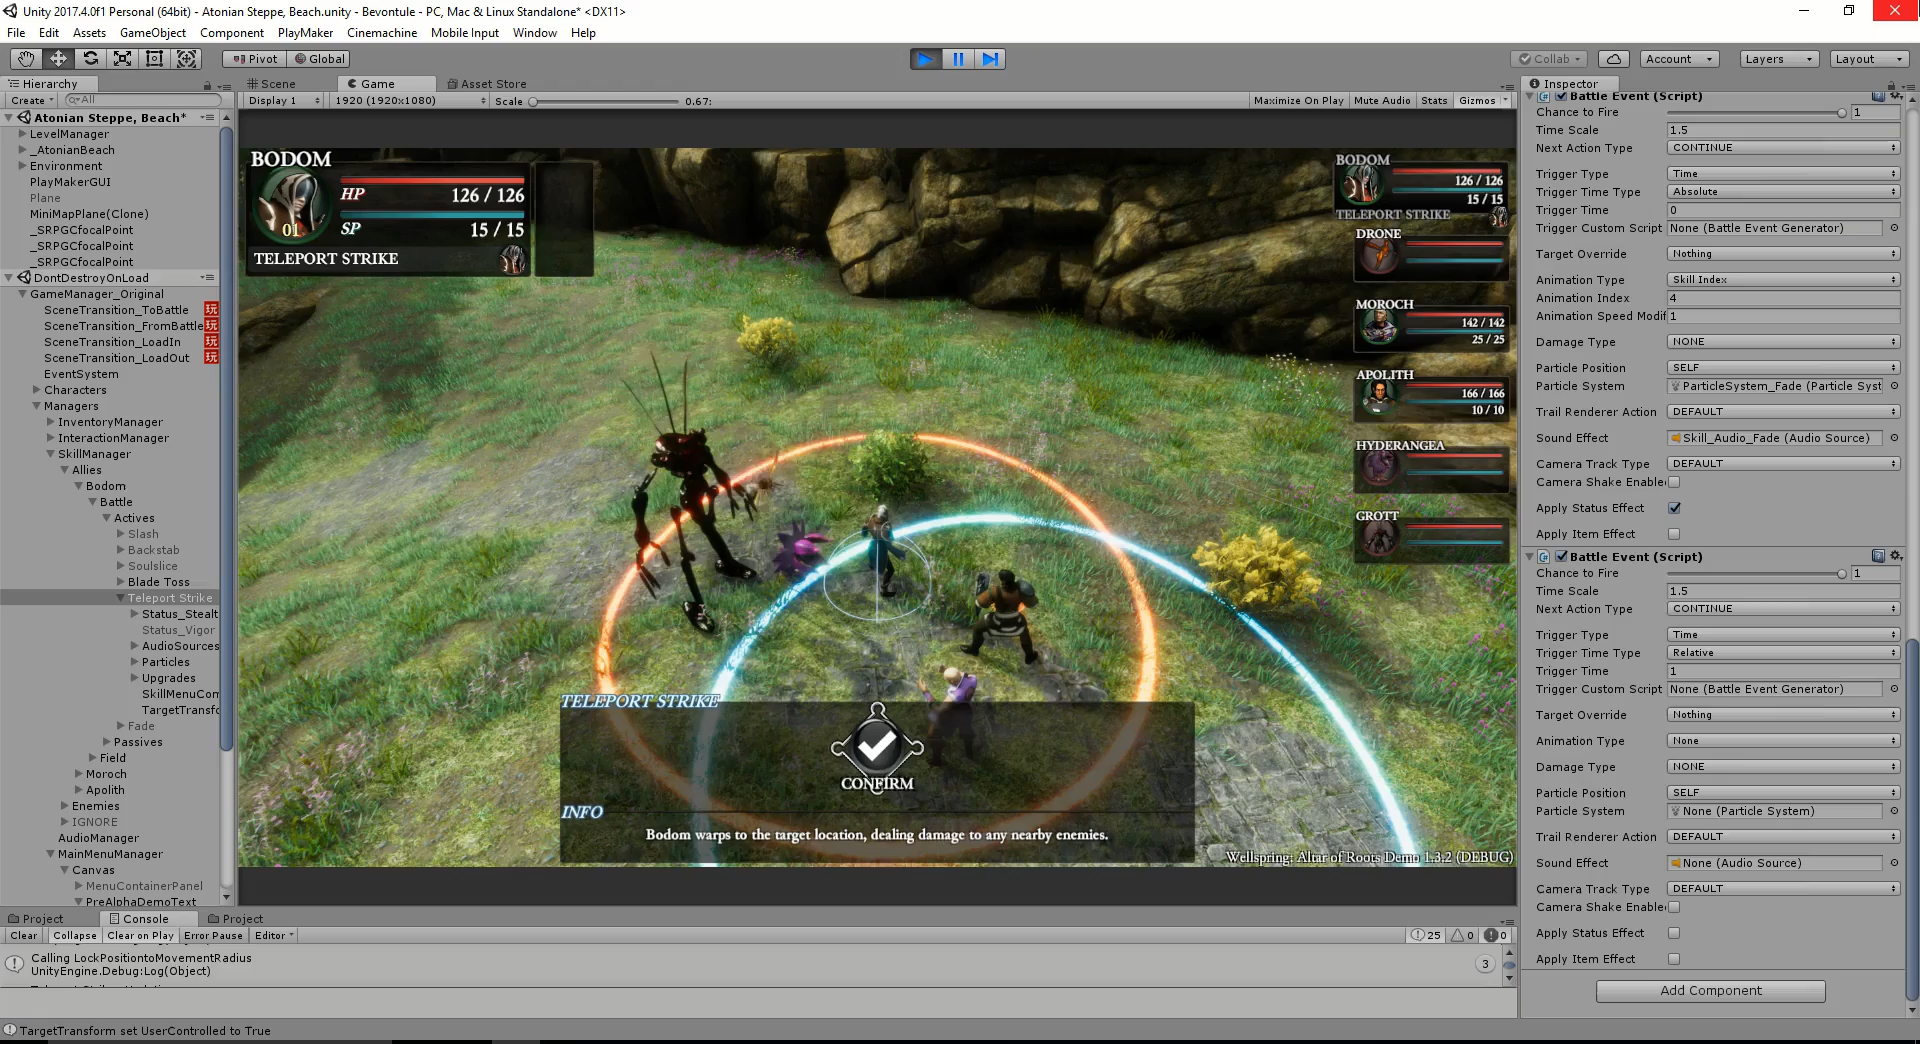 Unity 2017.4.0f1 Personal (64bit) - Atonian Steppe, Beach.unity - Bevontule - PC, Mac & Linux Standalone* <DX11>
File Edit Assets GameObject Component PlayMaker Cinemachine Mobile Input Window Help
Pivot Global Collab Account Layers Layout
Hierarchy
Create All
Atonian Steppe, Beach*
LevelManager
_AtonianBeach
Environment
PlayMakerGUI
Plane
MiniMapPlane(Clone)
_SRPGCfocalPoint
_SRPGCfocalPoint
_SRPGCfocalPoint
DontDestroyOnLoad
GameManager_Original
SceneTransition_ToBattle 玩
SceneTransition_FromBattle 玩
SceneTransition_LoadIn 玩
SceneTransition_LoadOut 玩
EventSystem
Characters
Managers
InventoryManager
InteractionManager
SkillManager
Allies
Bodom
Battle
Actives
Slash
Backstab
Soulslice
Blade Toss
Teleport Strike
Status_Stealt
Status_Vigor
AudioSources
Particles
Upgrades
SkillMenuCom
TargetTransfo
Fade
Passives
Field
Moroch
Apolith
Enemies
IGNORE
AudioManager
MainMenuManager
Canvas
MenuContainerPanel
PreAlphaDemoText
Scene Game Asset Store
Display 1 1920 (1920x1080) Scale 0.67: Maximize On Play Mute Audio Stats Gizmos
BODOM
HP 126 / 126
01 SP 15 / 15
TELEPORT STRIKE
BODOM
126 / 126
15 / 15
TELEPORT STRIKE
DRONE
MOROCH
142 / 142
25 / 25
APOLITH
166 / 166
10 / 10
HYDERANGEA
GROTT
TELEPORT STRIKE
CONFIRM
INFO
Bodom warps to the target location, dealing damage to any nearby enemies.
Wellspring: Altar of Roots Demo 1.3.2 (DEBUG)
Project Console Project
Clear Collapse Clear on Play Error Pause Editor 25 0 0
Calling LockPositiontoMovementRadius
UnityEngine.Debug:Log(Object)
3
TargetTransform set UserControlled to True
Inspector
Battle Event (Script)
Chance to Fire 1
Time Scale 1.5
Next Action Type CONTINUE
Trigger Type Time
Trigger Time Type Absolute
Trigger Time 0
Trigger Custom Script None (Battle Event Generator)
Target Override Nothing
Animation Type Skill Index
Animation Index 4
Animation Speed Modif 1
Damage Type NONE
Particle Position SELF
Particle System ParticleSystem_Fade (Particle Syst
Trail Renderer Action DEFAULT
Sound Effect Skill_Audio_Fade (Audio Source)
Camera Track Type DEFAULT
Camera Shake Enable
Apply Status Effect
Apply Item Effect
Battle Event (Script)
Chance to Fire 1
Time Scale 1.5
Next Action Type CONTINUE
Trigger Type Time
Trigger Time Type Relative
Trigger Time 1
Trigger Custom Script None (Battle Event Generator)
Target Override Nothing
Animation Type None
Damage Type NONE
Particle Position SELF
Particle System None (Particle System)
Trail Renderer Action DEFAULT
Sound Effect None (Audio Source)
Camera Track Type DEFAULT
Camera Shake Enable
Apply Status Effect
Apply Item Effect
Add Component